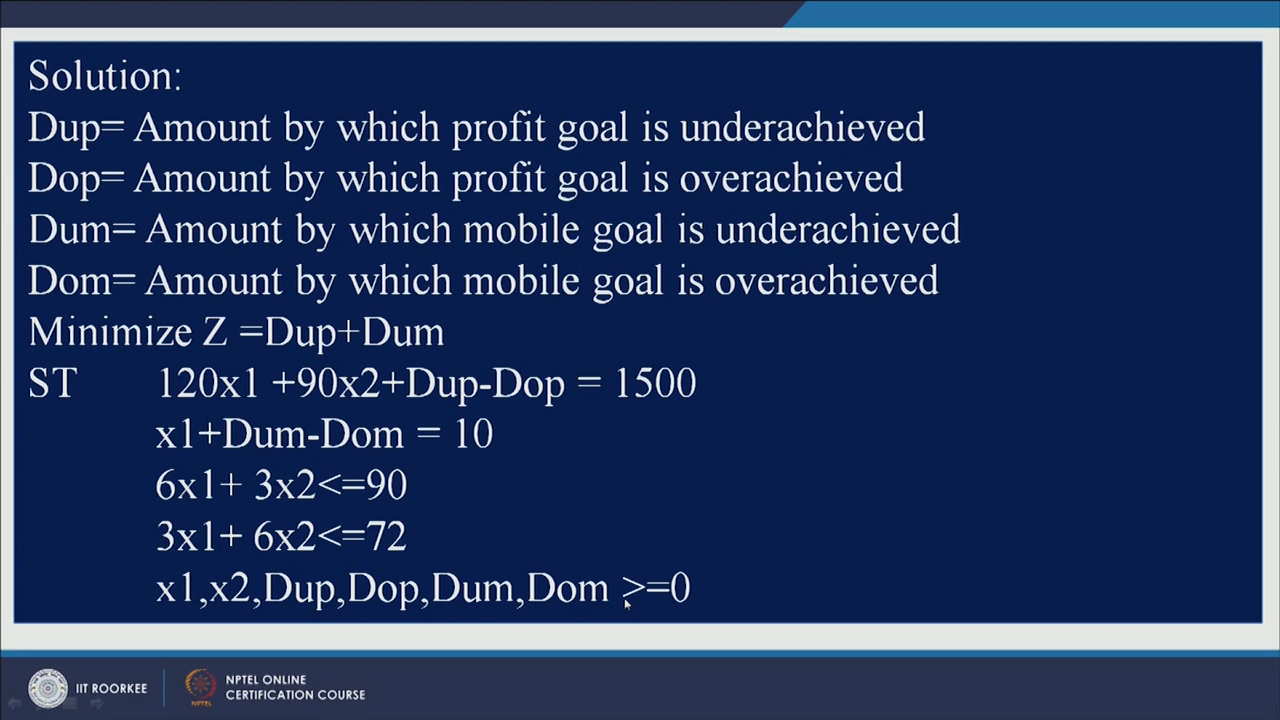 Solution:
Dup= Amount by which profit goal is underachieved
Dop= Amount by which profit goal is overachieved
Dum= Amount by which mobile goal is underachieved
Dom= Amount by which mobile goal is overachieved
Minimize Z =Dup+Dum
ST 120x1 +90x2+Dup-Dop = 1500
x1+Dum-Dom = 10
6x1+ 3x2<=90
3x1+ 6x2<=72
x1,x2,Dup,Dop,Dum,Dom >=0
IIT ROORKEE
NPTEL ONLINE
CERTIFICATION COURSE
NPTEL